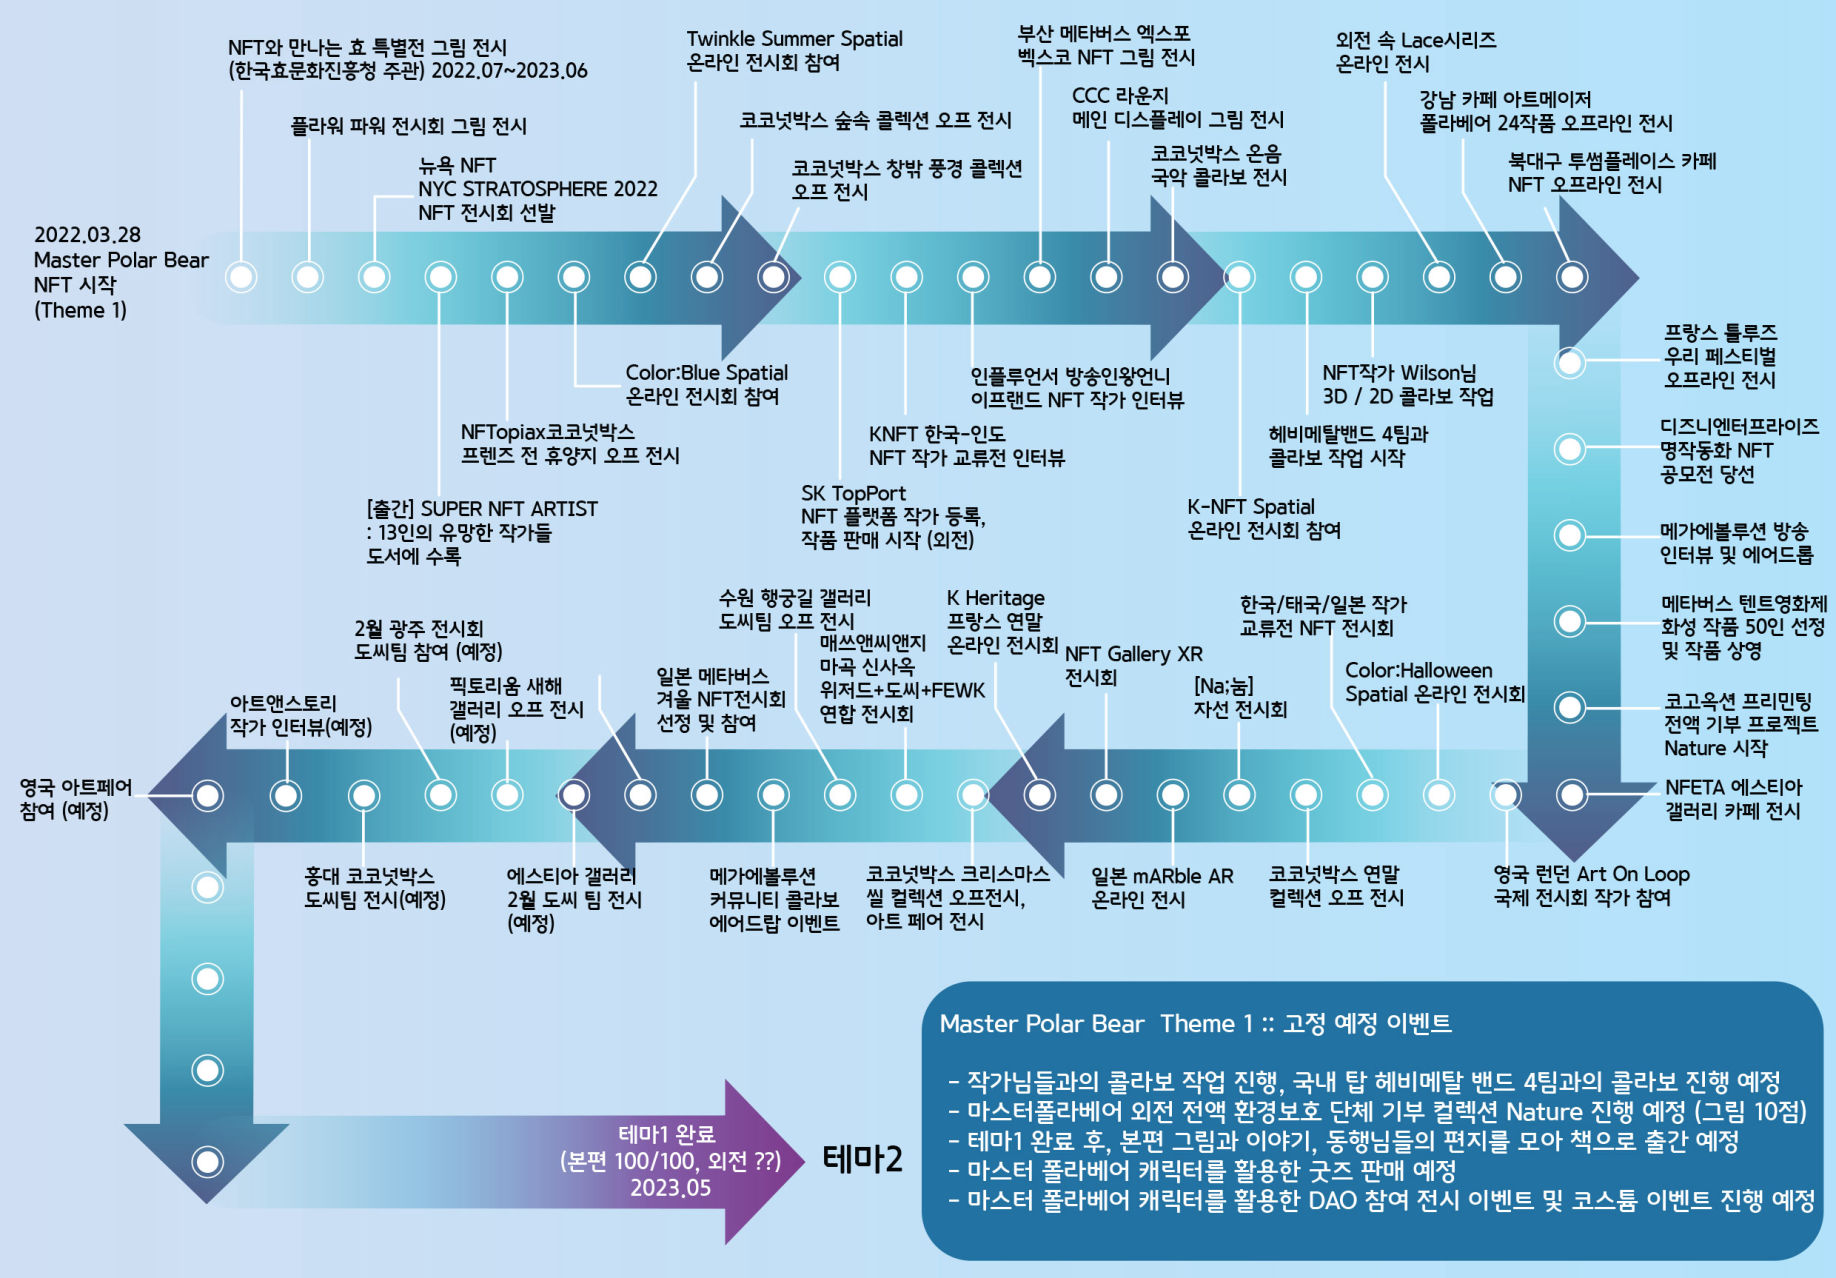 2022.03.28
Master Polar Bear
NFT 시작
(Theme 1)
NFT와 만나는 효 특별전 그림 전시
(한국효문화진흥청 주관) 2022.07~2023.06
플라워 파워 전시회 그림 전시
뉴욕 NFT
NYC STRATOSPHERE 2022
NFT 전시회 선발
[출간] SUPER NFT ARTIST
: 13인의 유망한 작가들
도서에 수록
NFTopiax코코넛박스
프렌즈 전 휴양지 오프 전시
Color:Blue Spatial
온라인 전시회 참여
Twinkle Summer Spatial
온라인 전시회 참여
코코넛박스 숲속 콜렉션 오프 전시
코코넛박스 창밖 풍경 콜렉션
오프 전시
SK TopPort
NFT 플랫폼 작가 등록,
작품 판매 시작 (외전)
KNFT 한국-인도
NFT 작가 교류전 인터뷰
인플루언서 방송인왕언니
이프랜드 NFT 작가 인터뷰
부산 메타버스 엑스포
벡스코 NFT 그림 전시
CCC 라운지
메인 디스플레이 그림 전시
코코넛박스 온음
국악 콜라보 전시
K-NFT Spatial
온라인 전시회 참여
헤비메탈밴드 4팀과
콜라보 작업 시작
NFT작가 Wilson님
3D / 2D 콜라보 작업
외전 속 Lace시리즈
온라인 전시
강남 카페 아트메이저
폴라베어 24작품 오프라인 전시
북대구 투썸플레이스 카페
NFT 오프라인 전시
프랑스 틀루즈
우리 페스티벌
오프라인 전시
디즈니엔터프라이즈
명작동화 NFT
공모전 당선
메가에볼루션 방송
인터뷰 및 에어드롭
메타버스 텐트영화제
화성 작품 50인 선정
및 작품 상영
코고옥션 프리민팅
전액 기부 프로젝트
Nature 시작
NFETA 에스티아
갤러리 카페 전시
영국 런던 Art On Loop
국제 전시회 작가 참여
Color:Halloween
Spatial 온라인 전시회
한국/태국/일본 작가
교류전 NFT 전시회
코코넛박스 연말
컬렉션 오프 전시
[Na;눔]
자선 전시회
일본 mARble AR
온라인 전시
NFT Gallery XR
전시회
K Heritage
프랑스 연말
온라인 전시회
코코넛박스 크리스마스
씰 컬렉션 오프전시,
아트 페어 전시
매쓰앤씨앤지
마곡 신사옥
위저드+도씨+FEWK
연합 전시회
수원 행궁길 갤러리
도씨팀 오프 전시
메가에볼루션
커뮤니티 콜라보
에어드랍 이벤트
일본 메타버스
겨울 NFT전시회
선정 및 참여
에스티아 갤러리
2월 도씨 팀 전시
(예정)
픽토리움 새해
갤러리 오프 전시
(예정)
2월 광주 전시회
도씨팀 참여 (예정)
홍대 코코넛박스
도씨팀 전시(예정)
아트앤스토리
작가 인터뷰(예정)
영국 아트페어
참여 (예정)
테마1 완료
(본편 100/100, 외전 ??)
2023.05
테마2
Master Polar Bear Theme 1 :: 고정 예정 이벤트
- 작가님들과의 콜라보 작업 진행, 국내 탑 헤비메탈 밴드 4팀과의 콜라보 진행 예정
- 마스터폴라베어 외전 전액 환경보호 단체 기부 컬렉션 Nature 진행 예정 (그림 10점)
- 테마1 완료 후, 본편 그림과 이야기, 동행님들의 편지를 모아 책으로 출간 예정
- 마스터 폴라베어 캐릭터를 활용한 굿즈 판매 예정
- 마스터 폴라베어 캐릭터를 활용한 DAO 참여 전시 이벤트 및 코스튬 이벤트 진행 예정